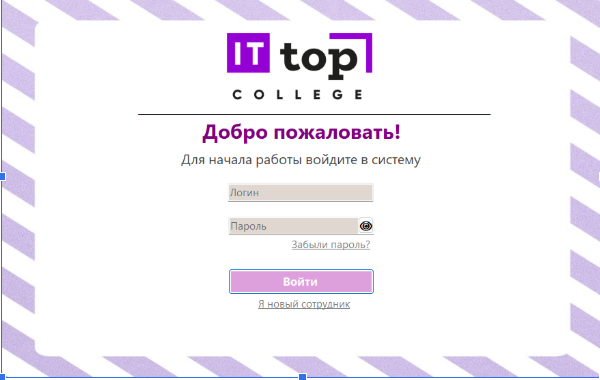 IT top
COLLEGE
Добро пожаловать!
Для начала работы войдите в систему
Логин
Пароль
Забыли пароль?
Войти
Я новый сотрудник